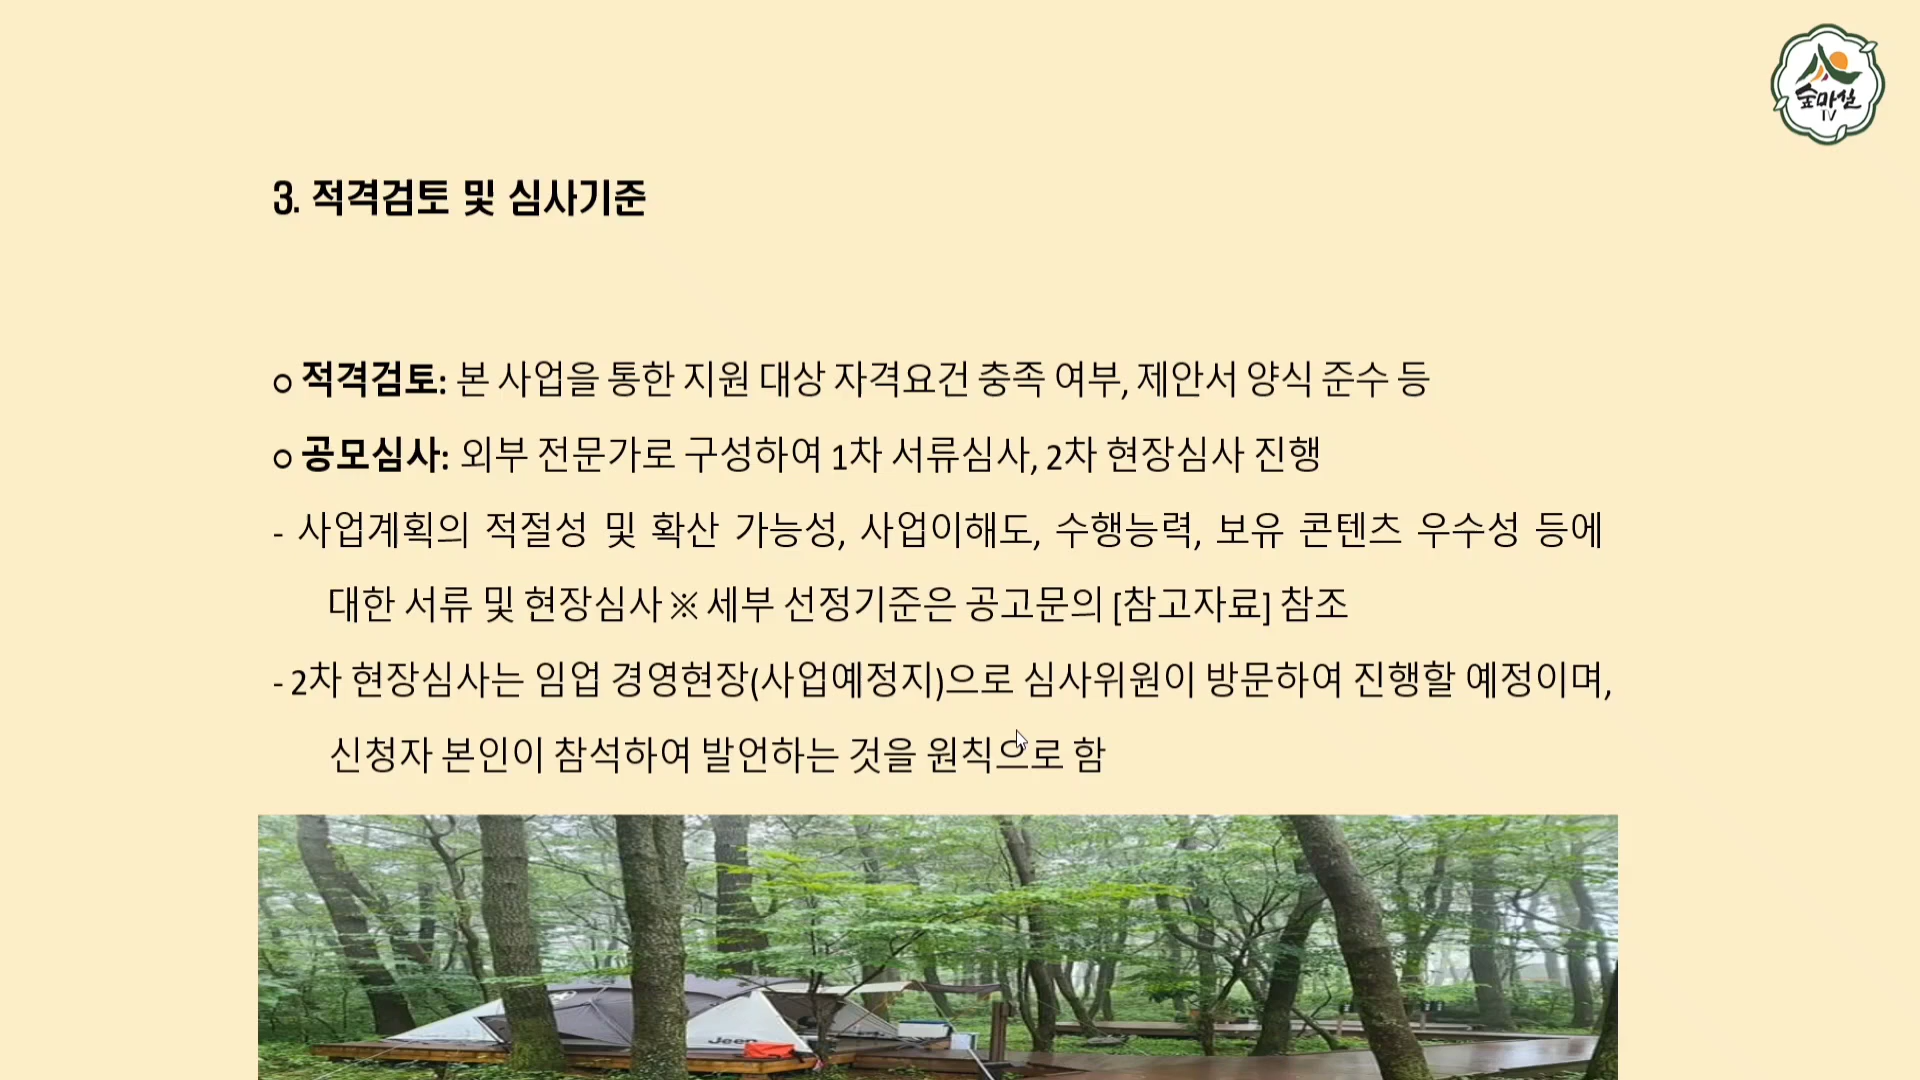 숲마실
TV
3. 적격검토 및 심사기준
ㅇ 적격검토: 본 사업을 통한 지원 대상 자격요건 충족 여부, 제안서 양식 준수 등
ㅇ 공모심사: 외부 전문가로 구성하여 1차 서류심사, 2차 현장심사 진행
- 사업계획의 적절성 및 확산 가능성, 사업이해도, 수행능력, 보유 콘텐츠 우수성 등에
대한 서류 및 현장심사 ※ 세부 선정기준은 공고문의 [참고자료] 참조
- 2차 현장심사는 임업 경영현장(사업예정지)으로 심사위원이 방문하여 진행할 예정이며,
신청자 본인이 참석하여 발언하는 것을 원칙으로 함
Jeep